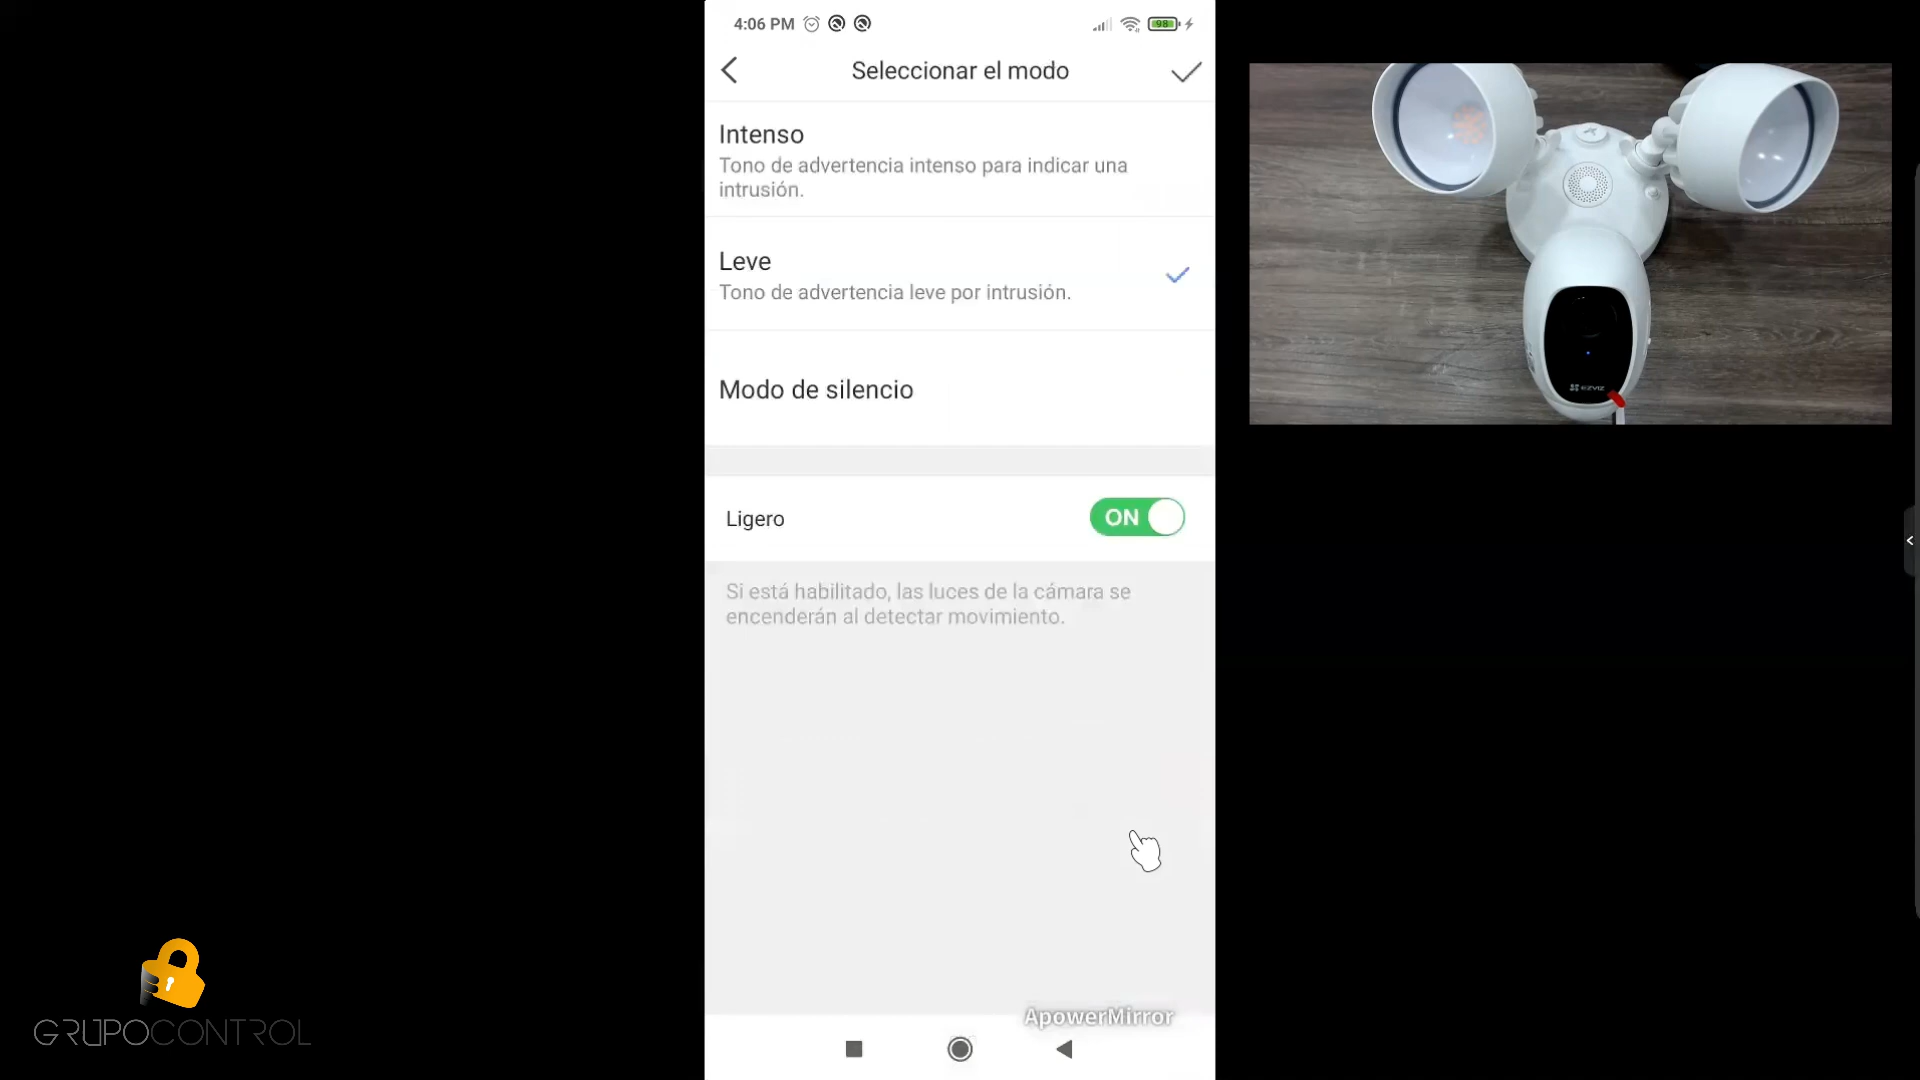 4:06 PM
98
Seleccionar el modo
Intenso
Tono de advertencia intenso para indicar una
intrusión.
Leve
Tono de advertencia leve por intrusión.
Modo de silencio
Ligero
ON
Si está habilitado, las luces de la cámara se
encenderán al detectar movimiento.
ApowerMirror
EZVIZ
GRUPOCONTROL